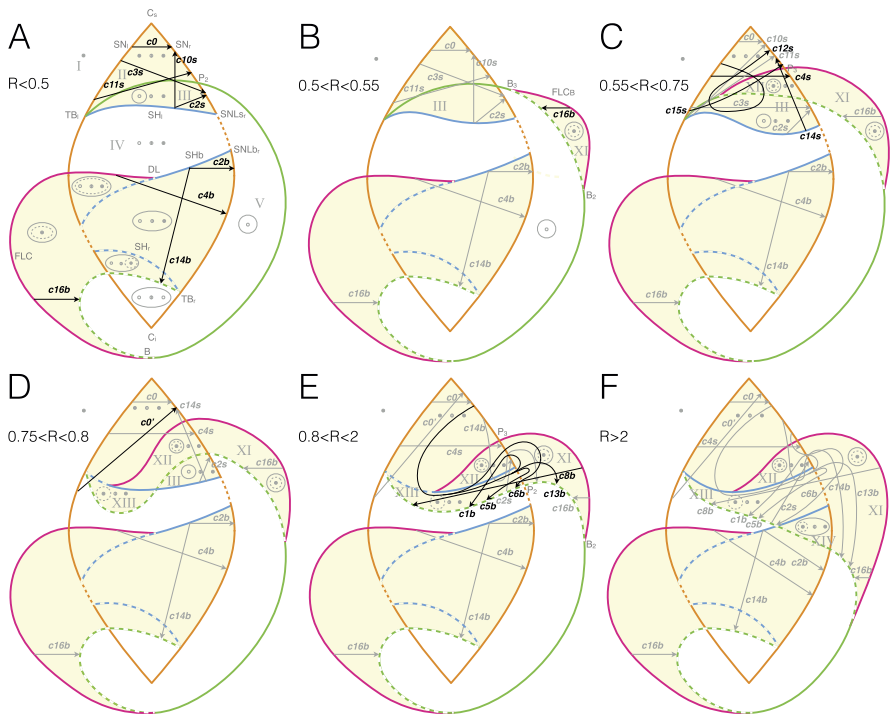 A
R<0.5
I
Cs
SNl
c0
SNr
c10s
II
c3s
P2
c11s
III
c2s
TBl
SHl
SNLsr
IV
SHb
SNLbr
DL
c2b
c4b
V
FLC
SHr
c14b
c16b
TBr
Ci
B
B
0.5<R<0.55
c0
c10s
c3s
B3
c11s
III
c2s
FLCB
c16b
XI
c2b
B2
c4b
c14b
c16b
C
0.55<R<0.75
c10s
c12s
c11s
P3
c4s
XII
XI
c3s
III
c15s
c2s
c16b
c14s
c2b
c4b
c14b
c16b
D
0.75<R<0.8
c0
c14s
c0'
c4s
XI
XII
c2s
III
c16b
XIII
c2b
c4b
c14b
c16b
E
0.8<R<2
c0
c0'
P3
c4s
XI
XII
c8b
XIII
c6b
P2
c13b
c2s
c5b
c1b
c16b
c2b
B2
c4b
c14b
c16b
F
R>2
c0
c0'
c4s
XII
c14b
XIII
c6b
c13b
c8b
c2s
XI
c1b
c5b
XIV
c4b
c2b
c16b
c14b
c16b